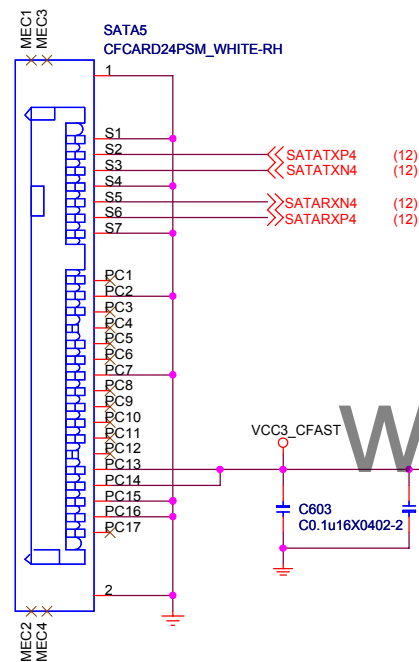 MEC1
MEC3
SATA5
CFCARD24PSM_WHITE-RH
1
S1
S2
SATATXP4 (12)
S3
SATATXN4 (12)
S4
S5
SATARXN4 (12)
S6
SATARXP4 (12)
S7
PC1
PC2
PC3
PC4
PC5
PC6
PC7
PC8
PC9
PC10
PC11
VCC3_CFAST
W
PC12
PC13
PC14
PC15
C603
PC16
C0.1u16X0402-2
PC17
2
MEC2
MEC4